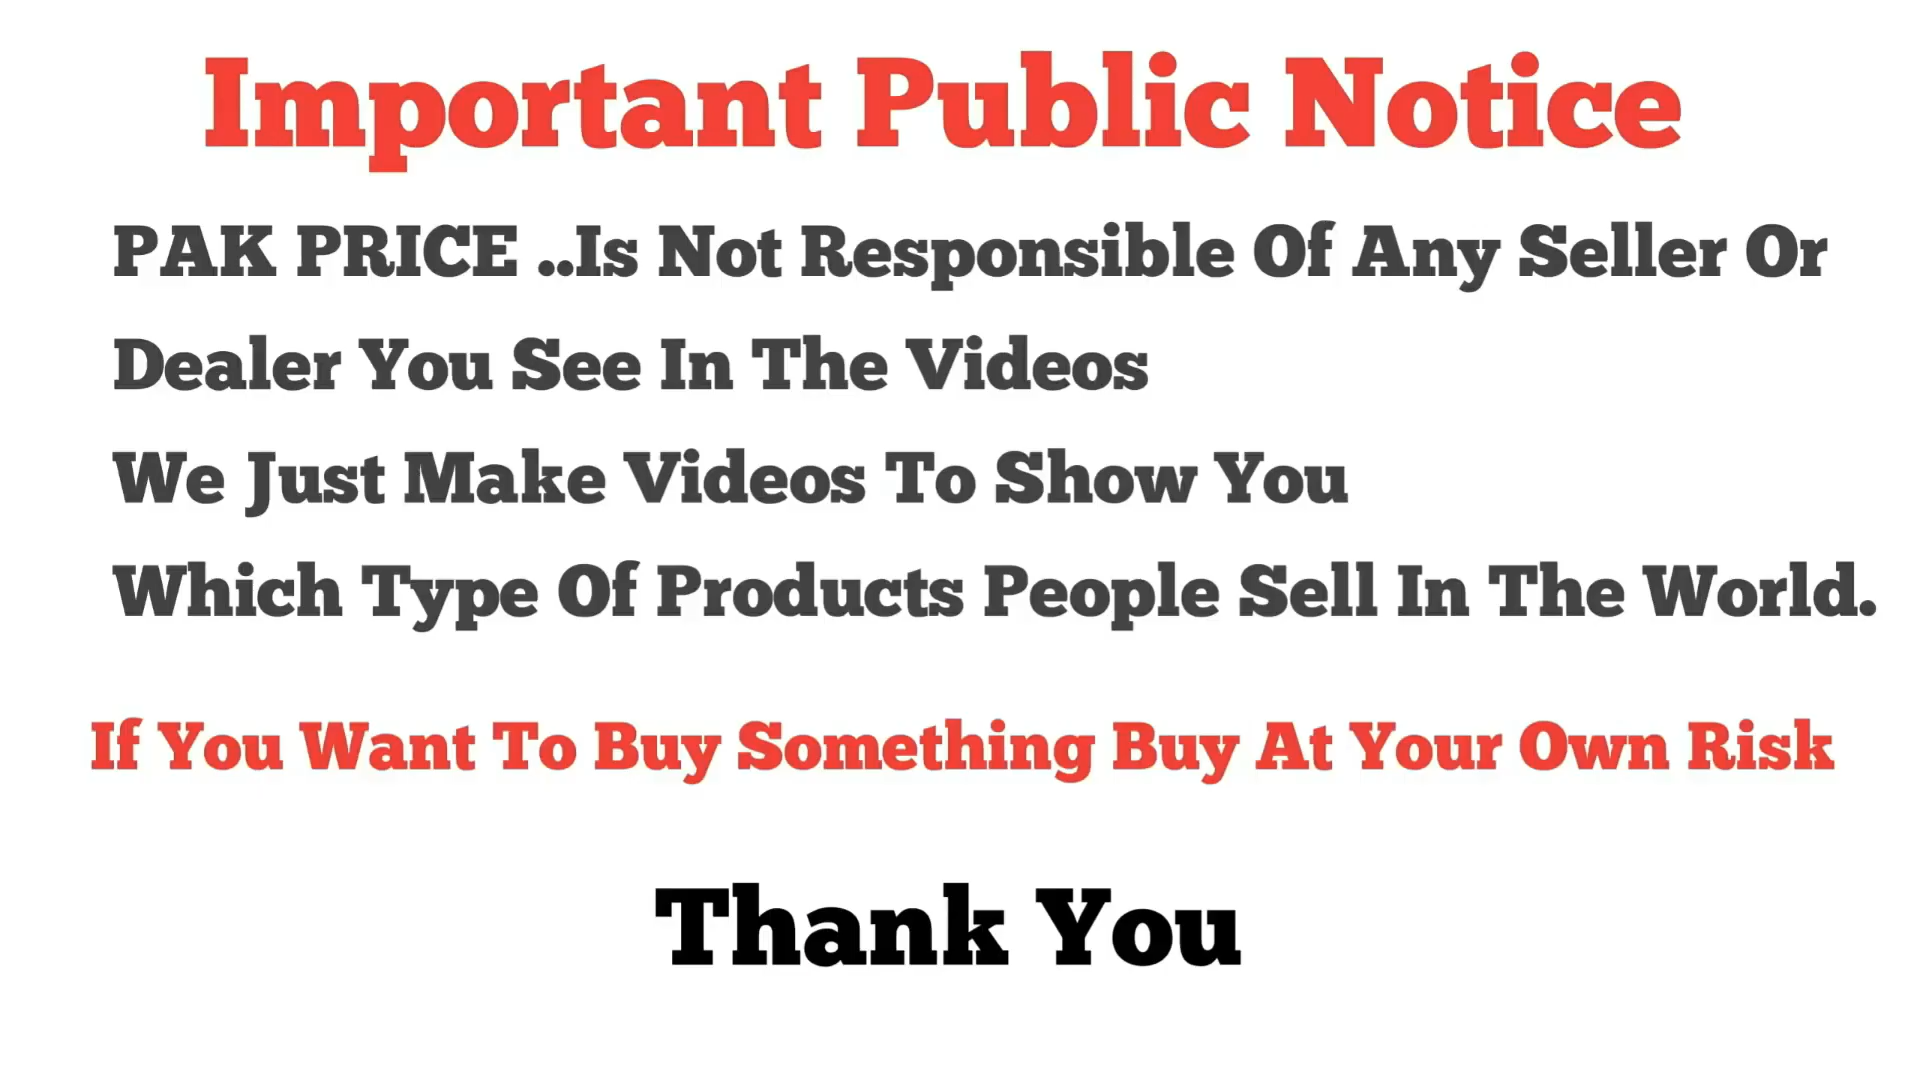 Important Public Notice
PAK PRICE ..Is Not Responsible Of Any Seller Or
Dealer You See In The Videos
We Just Make Videos To Show You
Which Type Of Products People Sell In The World.
If You Want To Buy Something Buy At Your Own Risk
Thank You